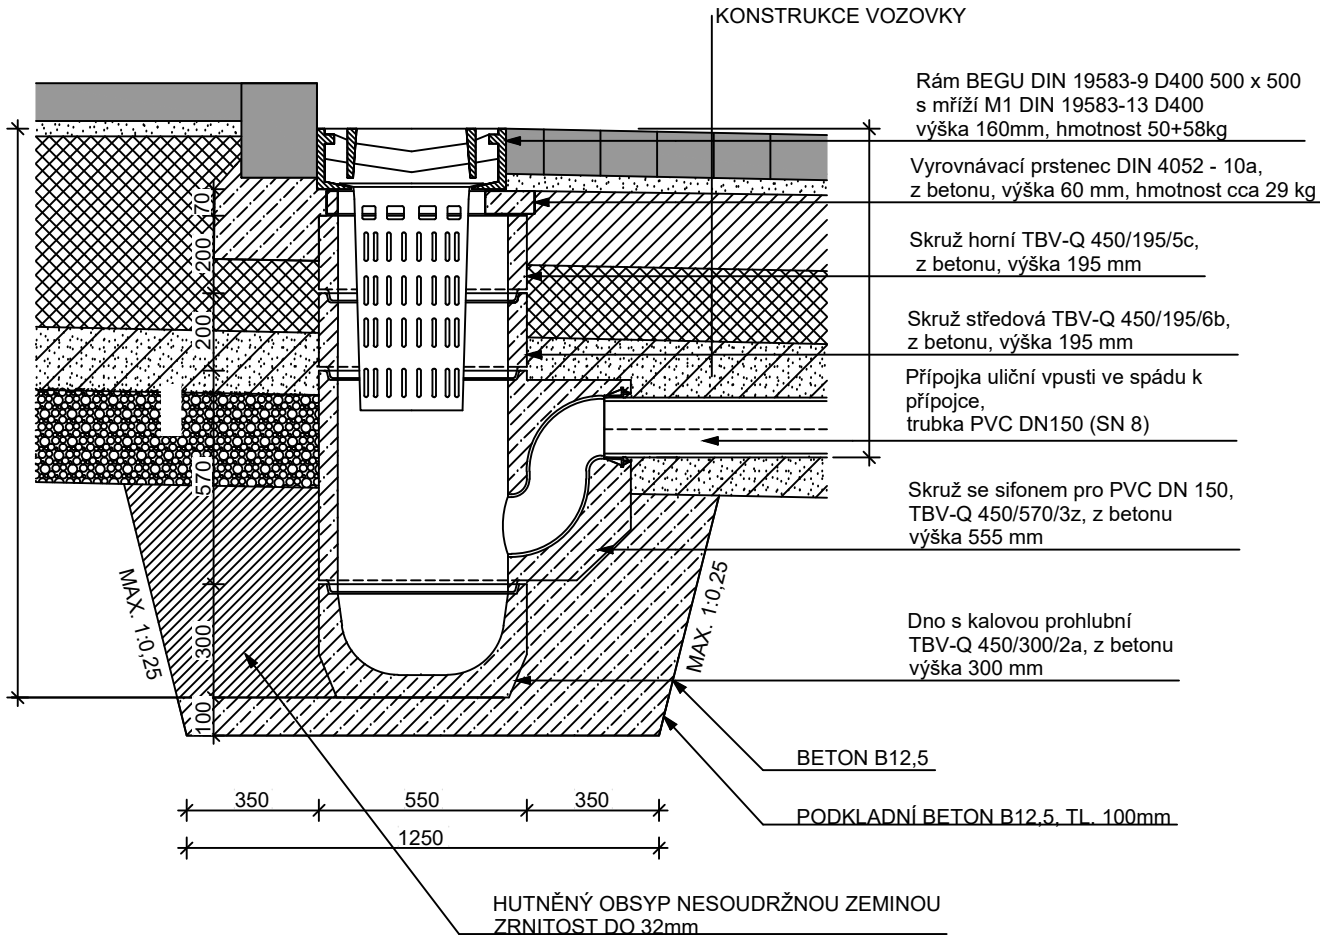 KONSTRUKCE VOZOVKY
Rám BEGU DIN 19583-9 D400 500 x 500
s mříží M1 DIN 19583-13 D400
výška 160mm, hmotnost 50+58kg
Vyrovnávací prstenec DIN 4052 - 10a,
z betonu, výška 60 mm, hmotnost cca 29 kg
Skruž horní TBV-Q 450/195/5c,
z betonu, výška 195 mm
Skruž středová TBV-Q 450/195/6b,
z betonu, výška 195 mm
Přípojka uliční vpusti ve spádu k
přípojce,
trubka PVC DN150 (SN 8)
Skruž se sifonem pro PVC DN 150,
TBV-Q 450/570/3z, z betonu
výška 555 mm
Dno s kalovou prohlubní
TBV-Q 450/300/2a, z betonu
výška 300 mm
BETON B12,5
PODKLADNÍ BETON B12,5, TL. 100mm
HUTNĚNÝ OBSYP NESOUDRŽNOU ZEMINOU
ZRNITOST DO 32mm
70
200
200
570
300
100
MAX. 1:0,25
MAX. 1:0,25
350
550
350
1250